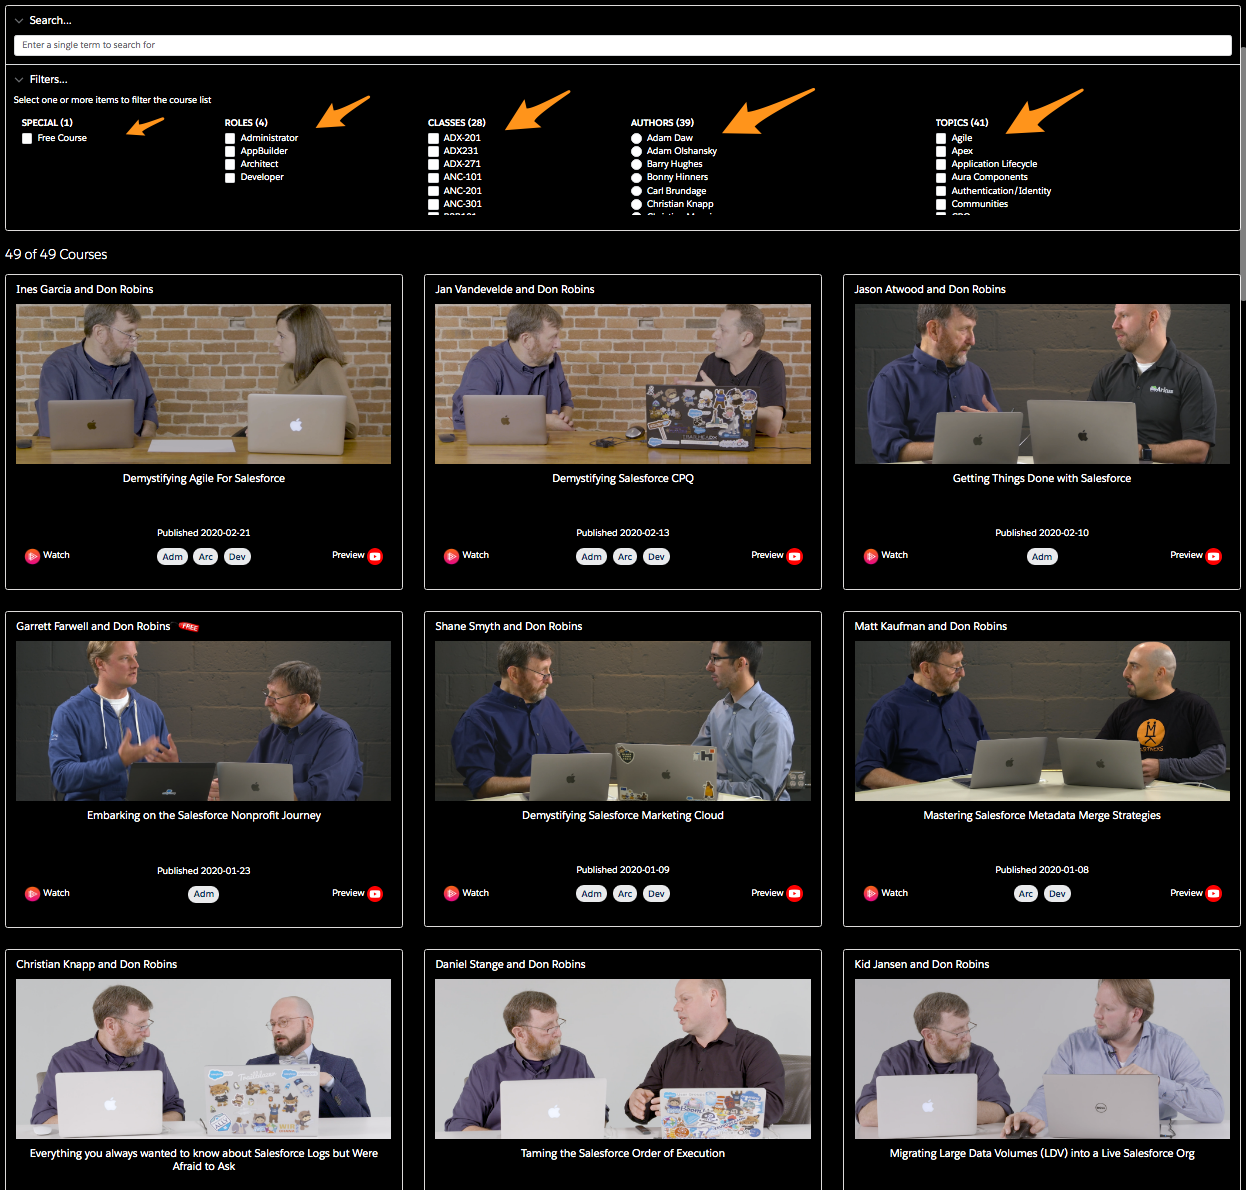 Search...
Enter a single term to search for
Filters...
Select one or more items to filter the course list
SPECIAL (1) ROLES (4) CLASSES (28) AUTHORS (39) TOPICS (41)
Free Course Administrator ADX-201 Adam Daw Agile
AppBuilder ADX231 Adam Olshansky Apex
Architect ADX-271 Barry Hughes Application Lifecycle
Developer ANC-101 Bonny Hinners Aura Components
ANC-201 Carl Brundage Authentication/Identity
ANC-301 Christian Knapp Communities
49 of 49 Courses
Ines Garcia and Don Robins Jan Vandevelde and Don Robins Jason Atwood and Don Robins
Arkus
Demystifying Agile For Salesforce Demystifying Salesforce CPQ Getting Things Done with Salesforce
Published 2020-02-21 Published 2020-02-13 Published 2020-02-10
Watch Adm Arc Dev Preview Watch Adm Arc Dev Preview Watch Adm Preview
Garrett Farwell and Don Robins FREE Shane Smyth and Don Robins Matt Kaufman and Don Robins
Embarking on the Salesforce Nonprofit Journey Demystifying Salesforce Marketing Cloud Mastering Salesforce Metadata Merge Strategies
Published 2020-01-23 Published 2020-01-09 Published 2020-01-08
Watch Adm Preview Watch Adm Arc Dev Preview Watch Arc Dev Preview
Christian Knapp and Don Robins Daniel Stange and Don Robins Kid Jansen and Don Robins
Everything you always wanted to know about Salesforce Logs but Were Taming the Salesforce Order of Execution Migrating Large Data Volumes (LDV) into a Live Salesforce Org
Afraid to Ask